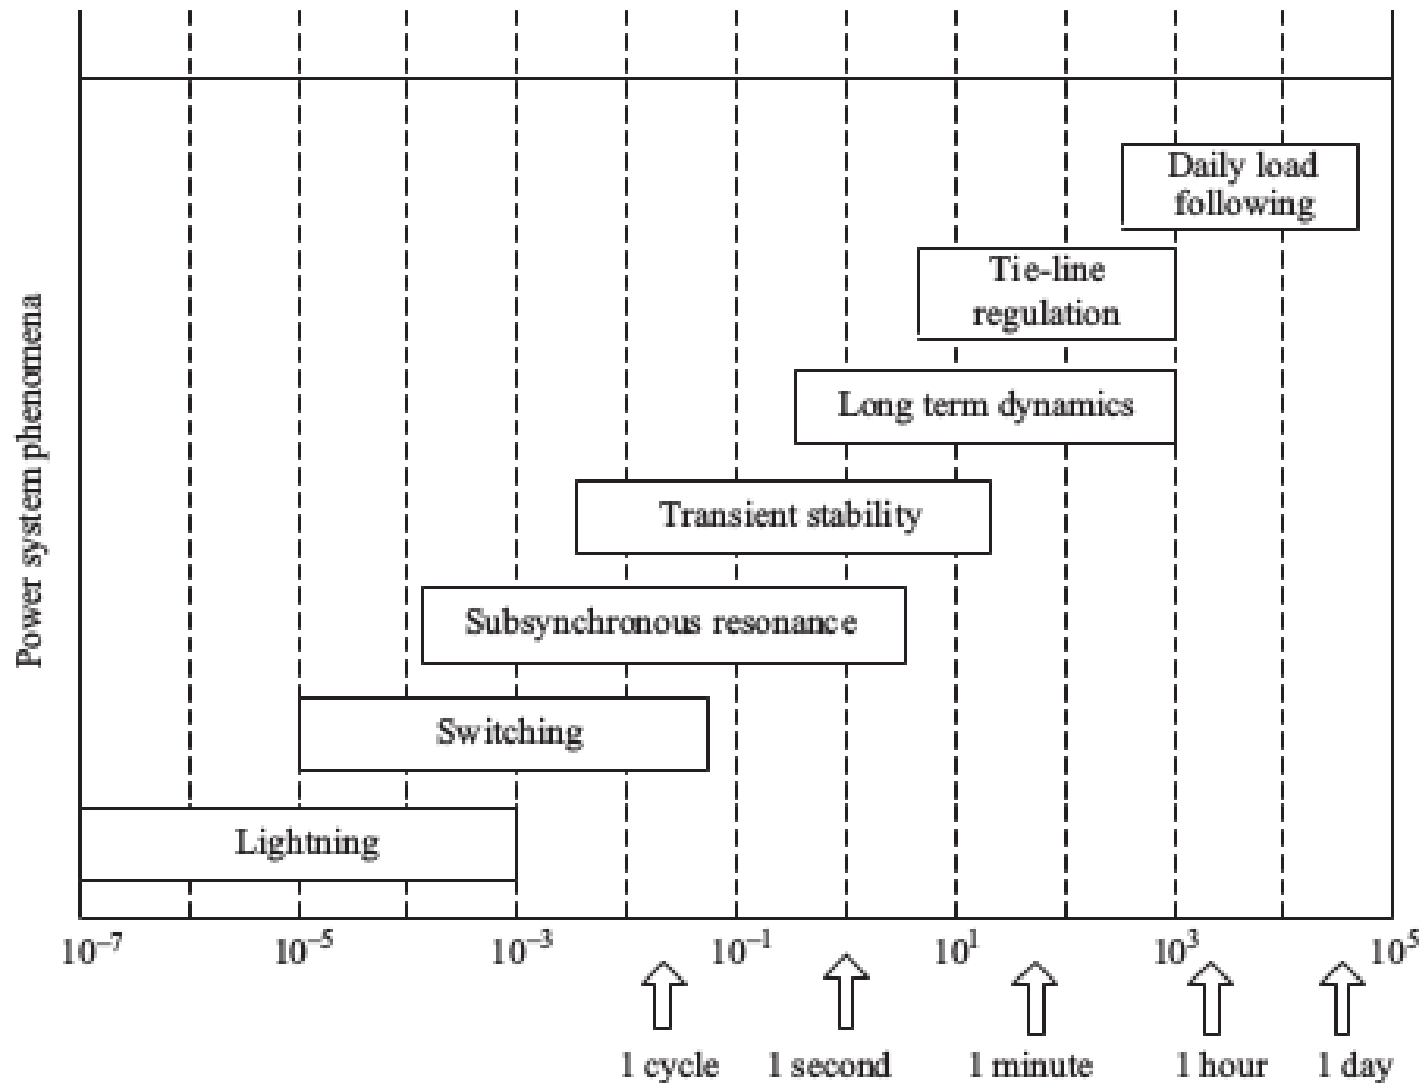 Power system phenomena
Daily load
following
Tie-line
regulation
Long term dynamics
Transient stability
Subsynchronous resonance
Switching
Lightning
10⁻⁷ 10⁻⁵ 10⁻³ 10⁻¹ 10¹ 10³ 10⁵
1 cycle 1 second 1 minute 1 hour 1 day